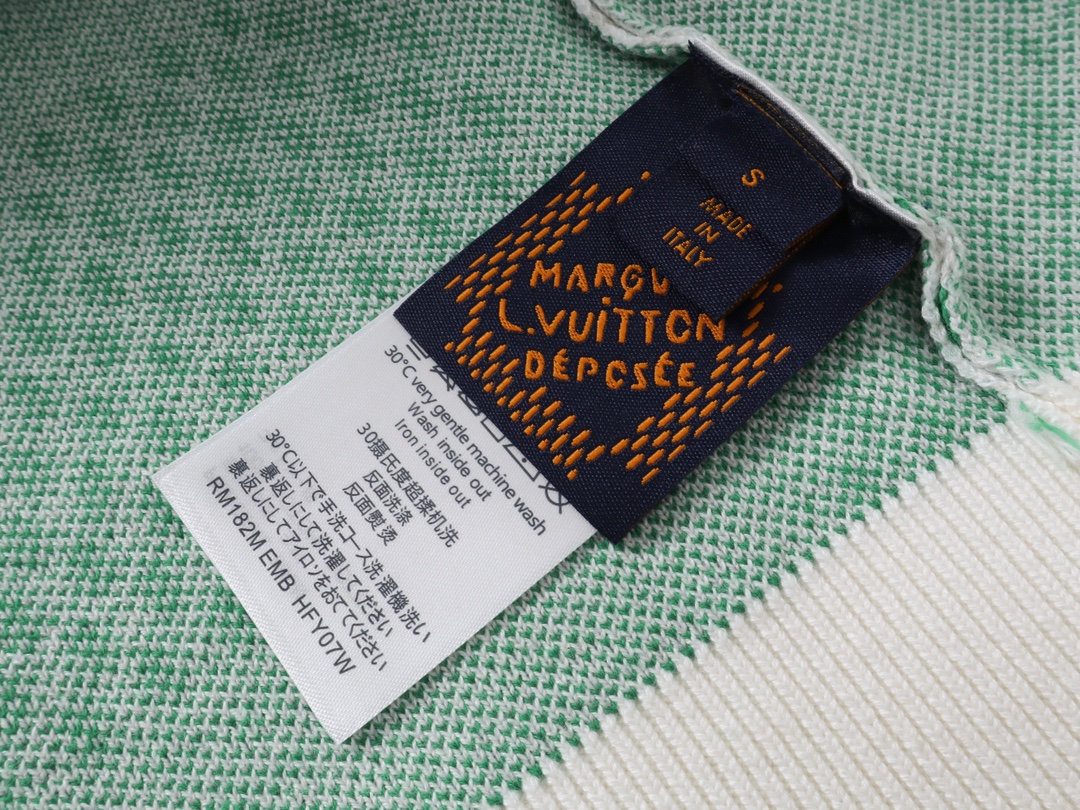 S
MADE
IN
ITALY
MARQU
L.VUITTON
DÉPOSÉE
30°C very gentle machine wash
Wash inside out
Iron inside out
30摄氏度超揉机洗
反面洗涤
反面熨烫
30°C以下で手洗コース洗濯機洗い
裏返しにして洗濯してください
裏返しにしてアイロンをおててください
RM182M EMB HFY07W